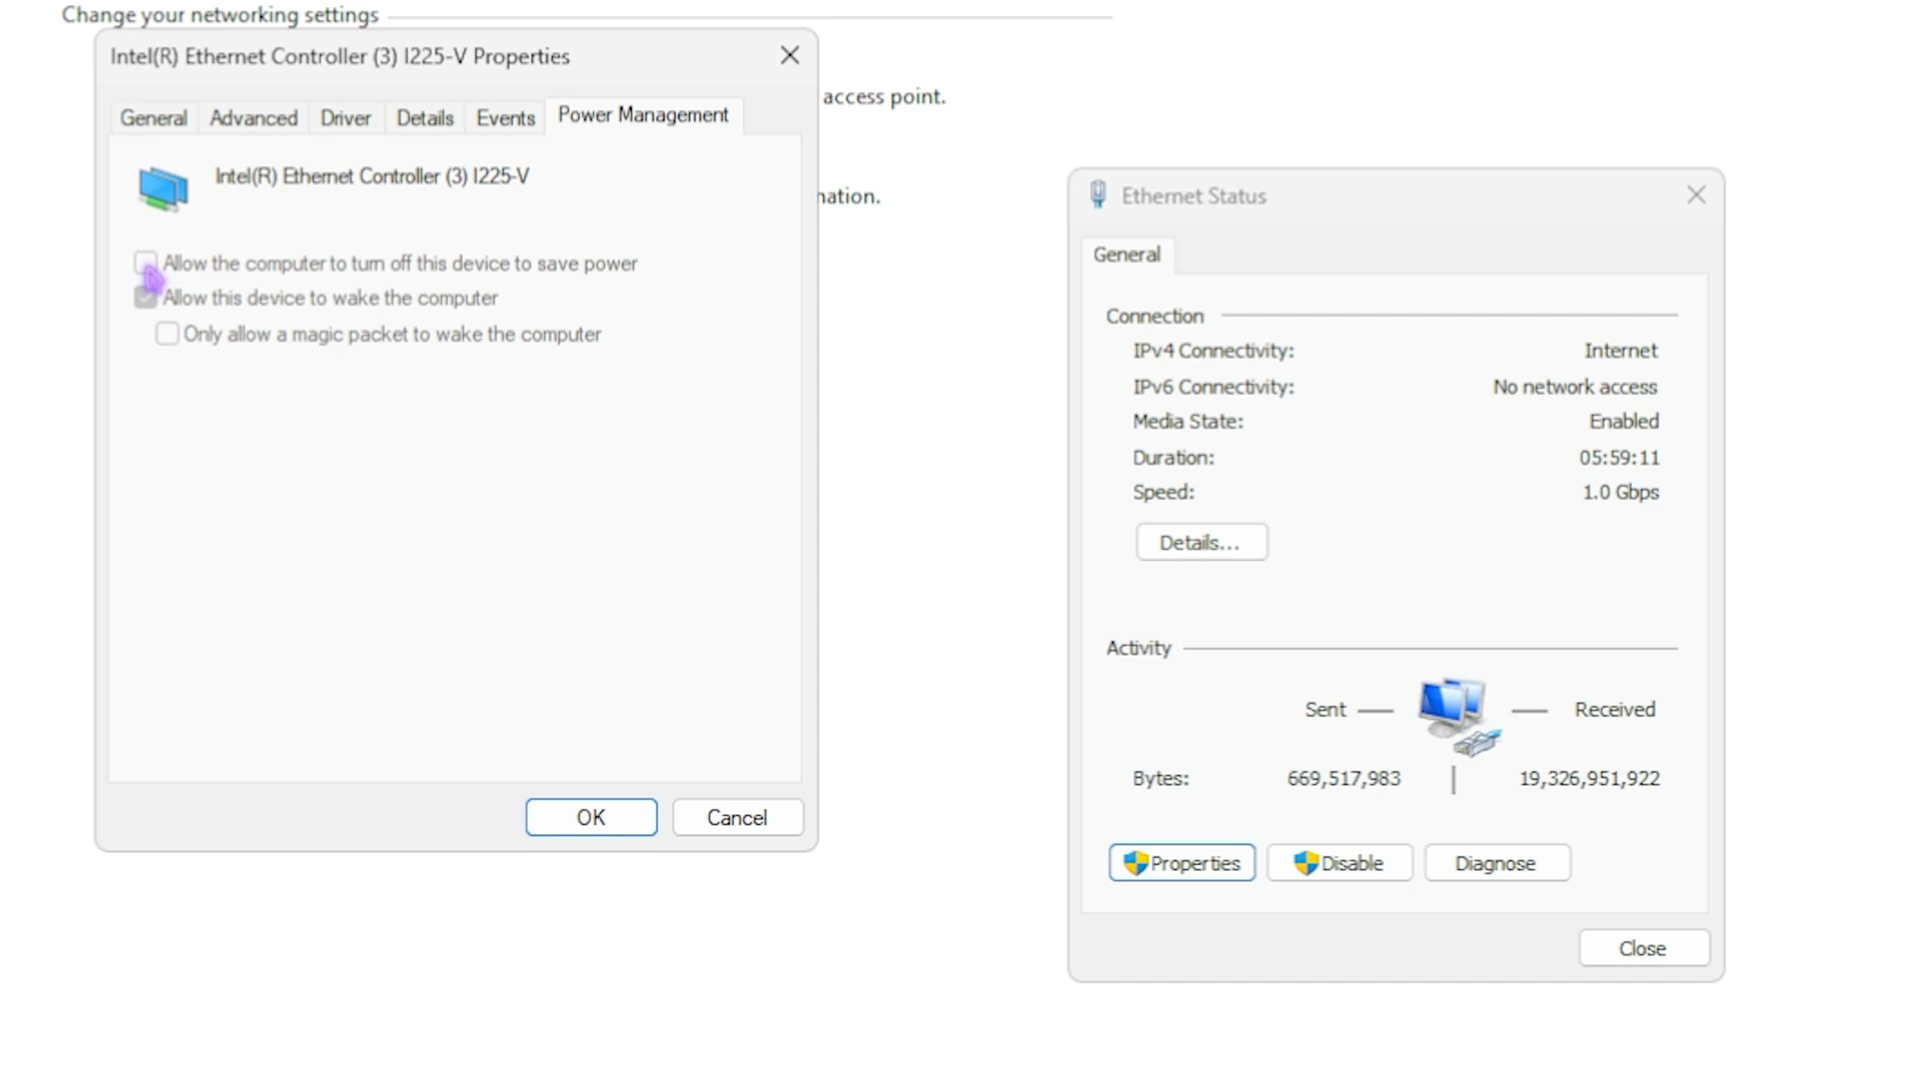 Change your networking settings
Intel(R) Ethernet Controller (3) I225-V Properties
General Advanced Driver Details Events Power Management
Intel(R) Ethernet Controller (3) I225-V
Allow the computer to turn off this device to save power
Allow this device to wake the computer
Only allow a magic packet to wake the computer
OK Cancel
access point.
Ethernet Status
General
Connection
IPv4 Connectivity: Internet
IPv6 Connectivity: No network access
Media State: Enabled
Duration: 05:59:11
Speed: 1.0 Gbps
Details...
Activity
Sent Received
Bytes: 669,517,983 19,326,951,922
Properties Disable Diagnose
Close